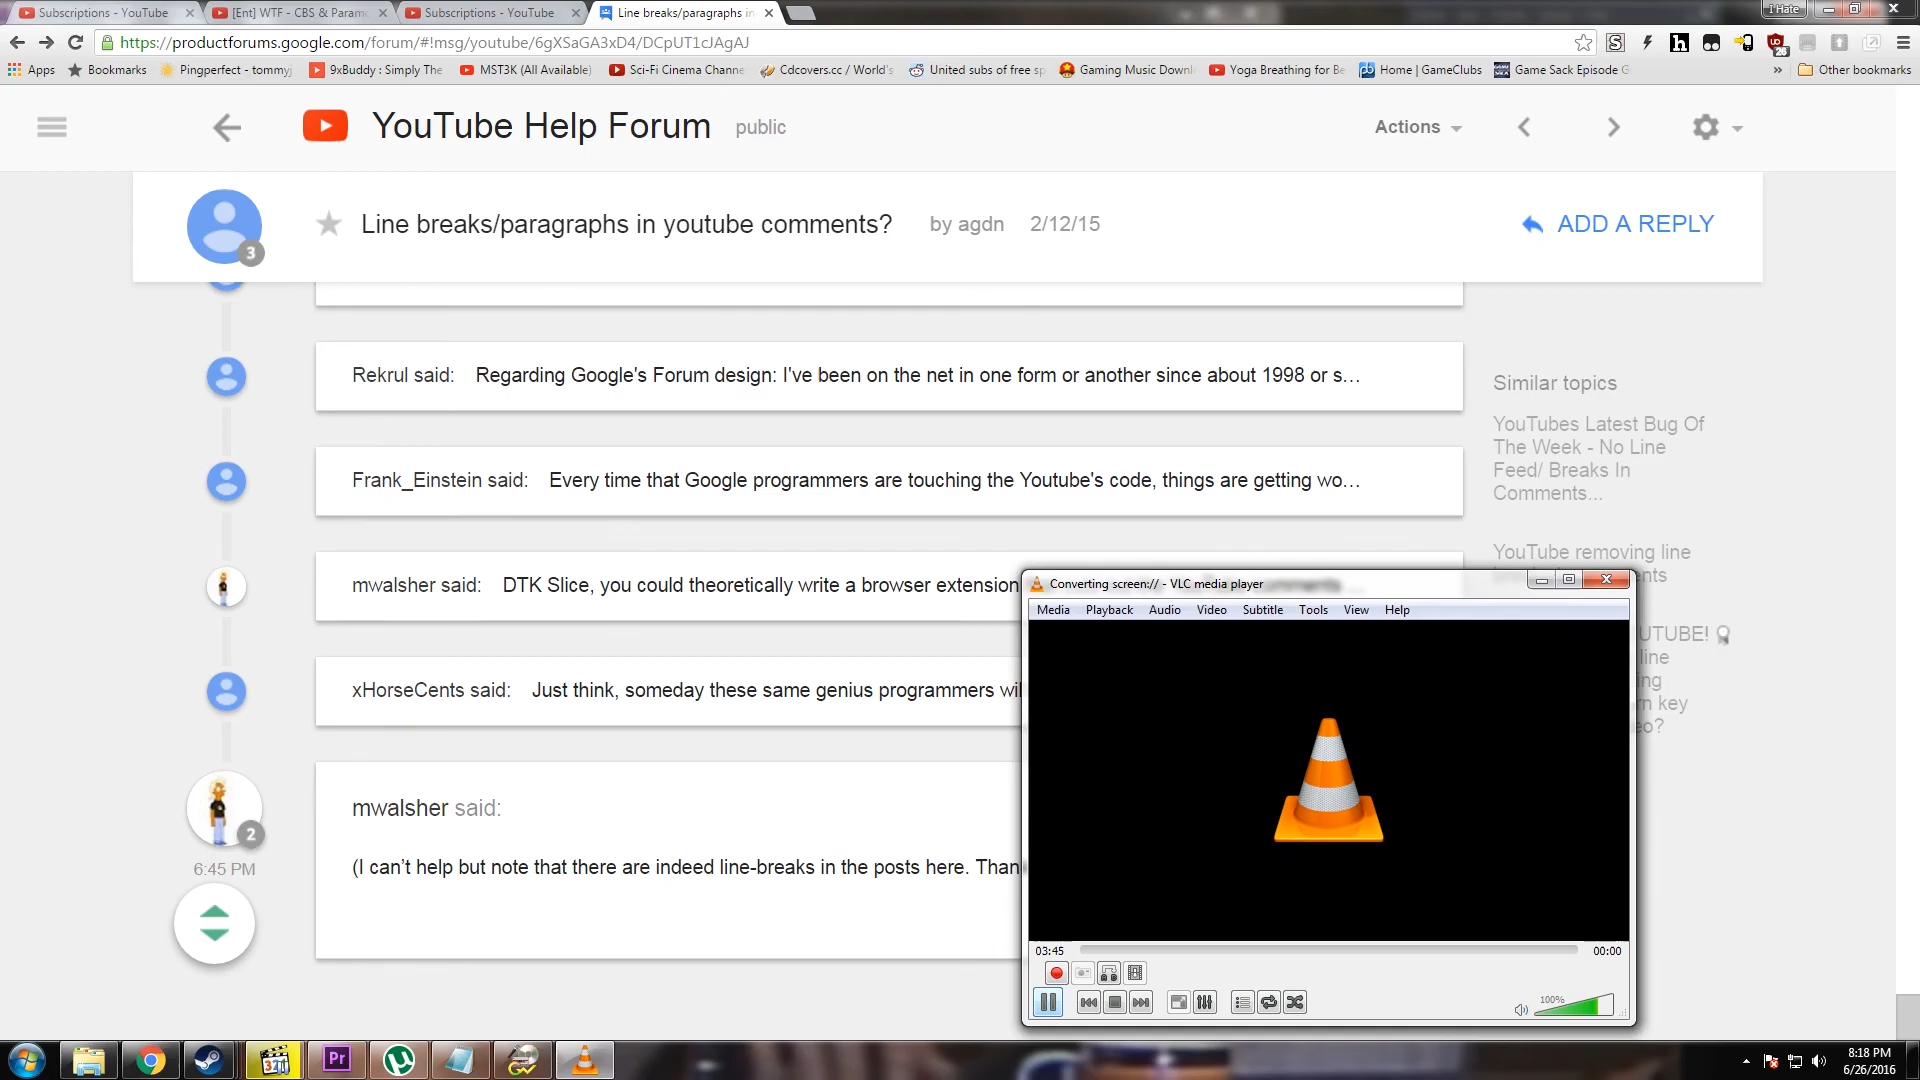 Subscriptions - YouTube
[Ent] WTF - CBS & Param
Subscriptions - YouTube
Line breaks/paragraphs in
I Hate
https://productforums.google.com/forum/#!msg/youtube/6gXSaGA3xD4/DCpUT1cJAgAJ
Apps
Bookmarks
Pingperfect - tommyj
9xBuddy : Simply The
MST3K (All Available)
Sci-Fi Cinema Channe
Cdcovers.cc / World's
United subs of free sp
Gaming Music Downl
Yoga Breathing for Be
Home | GameClubs
Game Sack Episode G
»
Other bookmarks
YouTube Help Forum
public
Actions
3
Line breaks/paragraphs in youtube comments?
by agdn
2/12/15
ADD A REPLY
Rekrul said: Regarding Google's Forum design: I've been on the net in one form or another since about 1998 or s...
Frank_Einstein said: Every time that Google programmers are touching the Youtube's code, things are getting wo...
mwalsher said: DTK Slice, you could theoretically write a browser extension
xHorseCents said: Just think, someday these same genius programmers wil
mwalsher said:
2
6:45 PM
(I can't help but note that there are indeed line-breaks in the posts here. Than
Similar topics
YouTubes Latest Bug Of
The Week - No Line
Feed/ Breaks In
Comments...
YouTube removing line
nts
UTUBE!
line
ng
rn key
eo?
Converting screen:// - VLC media player
Media
Playback
Audio
Video
Subtitle
Tools
View
Help
03:45
00:00
100%
321
Pr
8:18 PM
6/26/2016